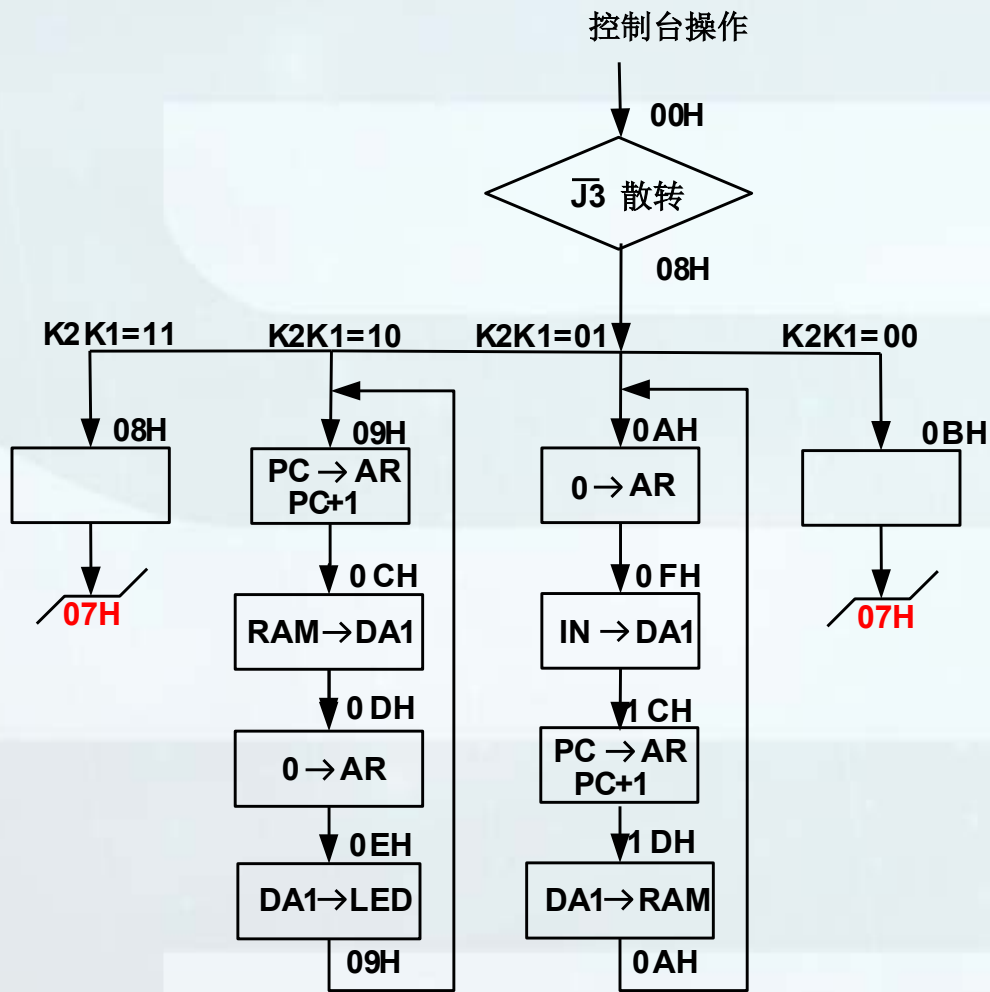 控制台操作
00H
J3 散转
08H
K2K1=11
K2K1=10
K2K1=01
K2K1=00
08H
09H
0AH
0BH
PC→AR
PC+1
0→AR
07H
0CH
0FH
07H
RAM→DA1
IN→DA1
0DH
1CH
0→AR
PC→AR
PC+1
0EH
1DH
DA1→LED
DA1→RAM
09H
0AH